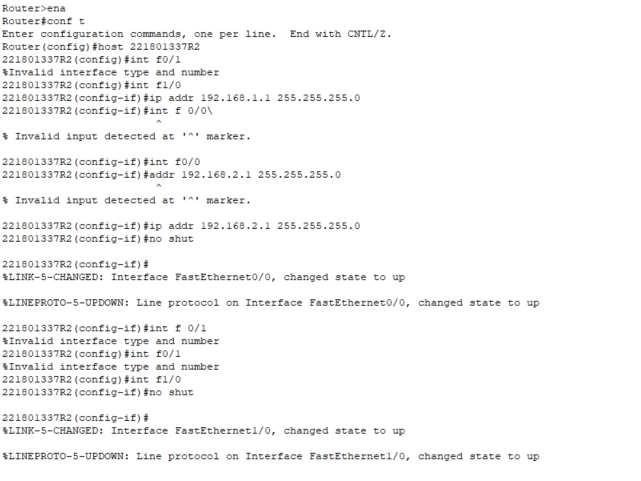 Router>ena
Router#conf t
Enter configuration commands, one per line.  End with CNTL/Z.
Router(config)#host 221801337R2
221801337R2(config)#int f0/1
%Invalid interface type and number
221801337R2(config)#int f1/0
221801337R2(config-if)#ip addr 192.168.1.1 255.255.255.0
221801337R2(config-if)#int f 0/0\
^
% Invalid input detected at '^' marker.
221801337R2(config-if)#int f0/0
221801337R2(config-if)#addr 192.168.2.1 255.255.255.0
^
% Invalid input detected at '^' marker.
221801337R2(config-if)#ip addr 192.168.2.1 255.255.255.0
221801337R2(config-if)#no shut
221801337R2(config-if)#
%LINK-5-CHANGED: Interface FastEthernet0/0, changed state to up
%LINEPROTO-5-UPDOWN: Line protocol on Interface FastEthernet0/0, changed state to up
221801337R2(config-if)#int f 0/1
%Invalid interface type and number
221801337R2(config)#int f0/1
%Invalid interface type and number
221801337R2(config)#int f1/0
221801337R2(config-if)#no shut
221801337R2(config-if)#
%LINK-5-CHANGED: Interface FastEthernet1/0, changed state to up
%LINEPROTO-5-UPDOWN: Line protocol on Interface FastEthernet1/0, changed state to up